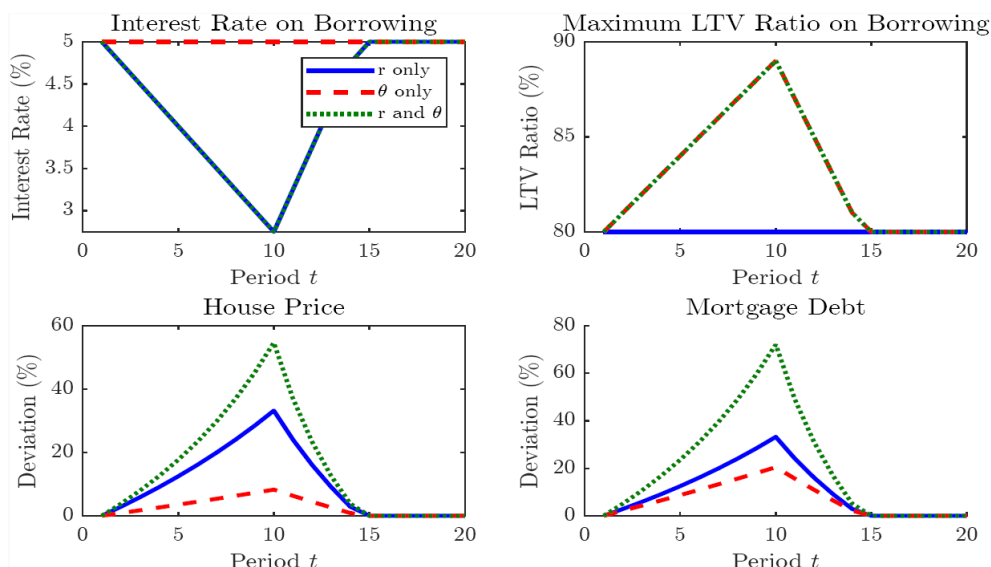 Interest Rate on Borrowing
Interest Rate (%)
5
4.5
4
3.5
3
0 5 10 15 20
Period t
r only
θ only
r and θ
Maximum LTV Ratio on Borrowing
LTV Ratio (%)
90
85
80
0 5 10 15 20
Period t
House Price
Deviation (%)
60
40
20
0
0 5 10 15 20
Period t
Mortgage Debt
Deviation (%)
80
60
40
20
0
0 5 10 15 20
Period t